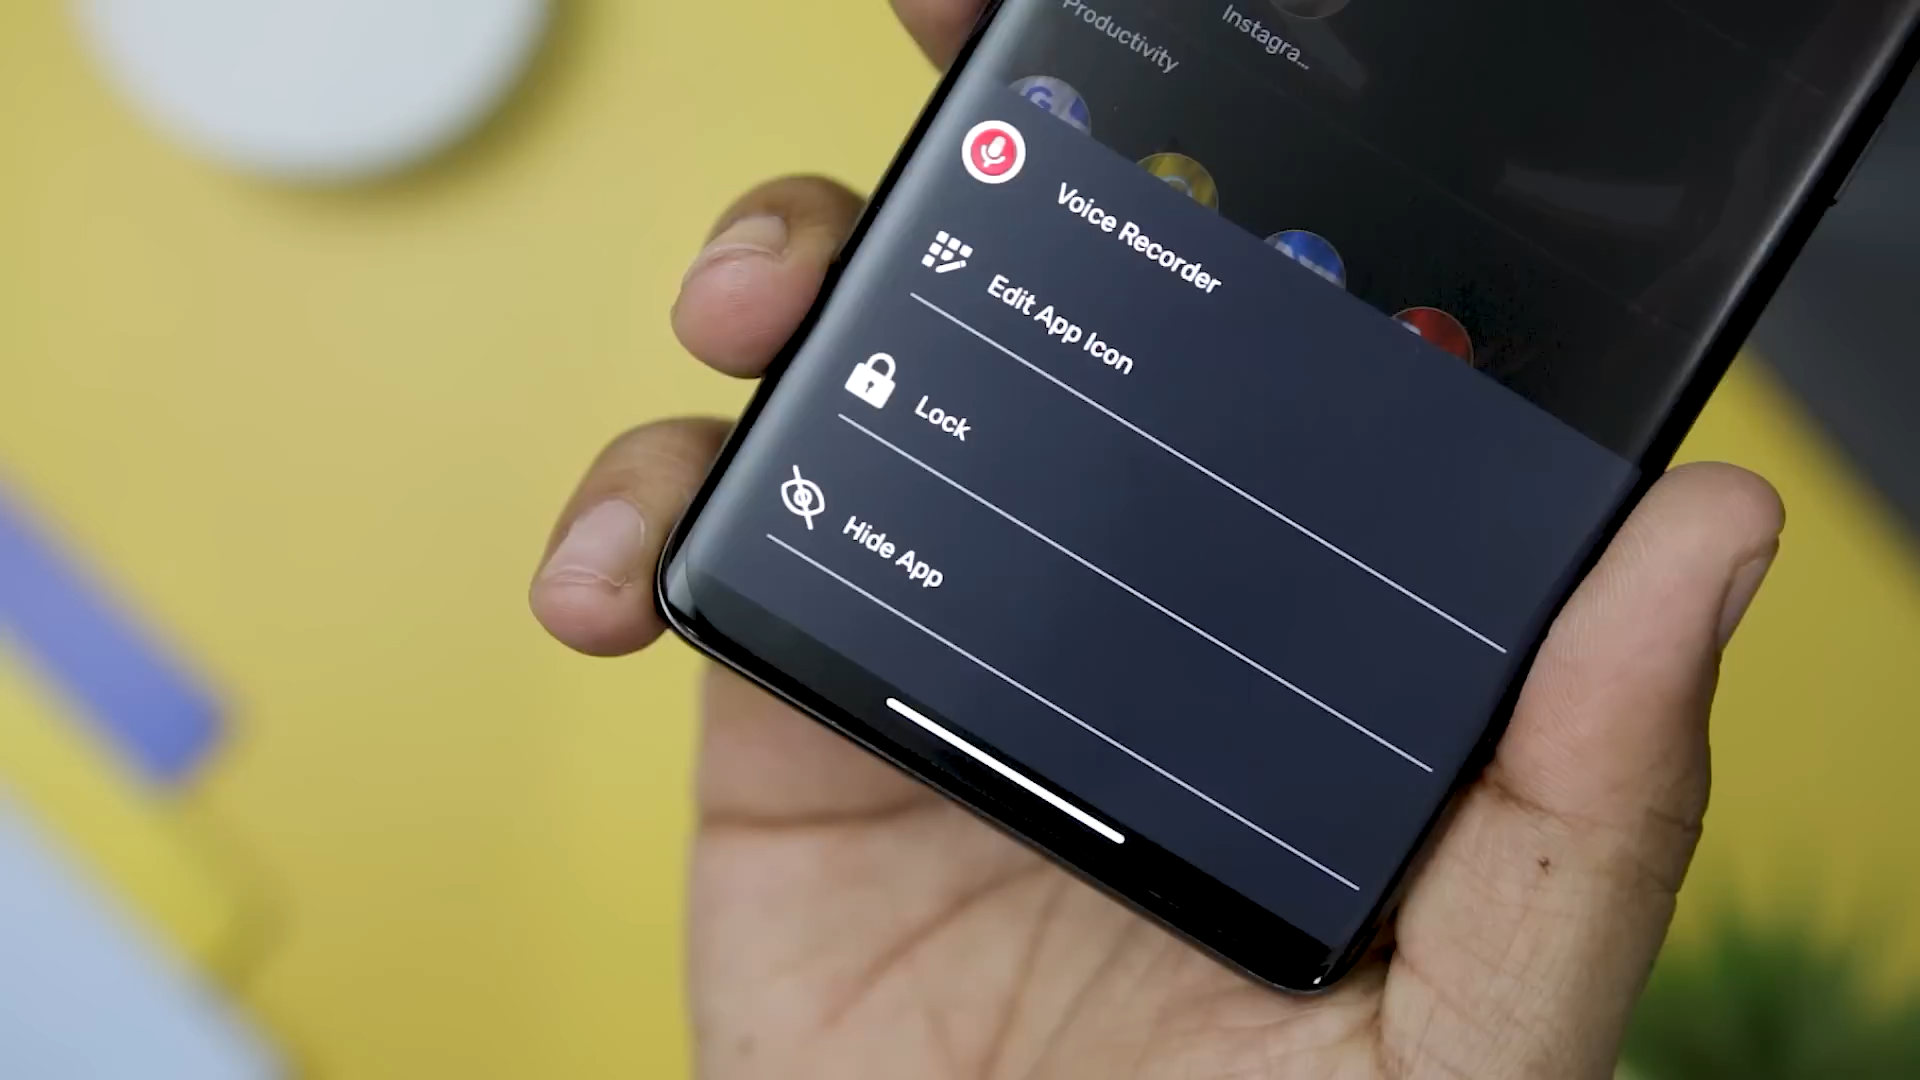 Productivity
Instagra...
G
Voice Recorder
Edit App Icon
Lock
Hide App